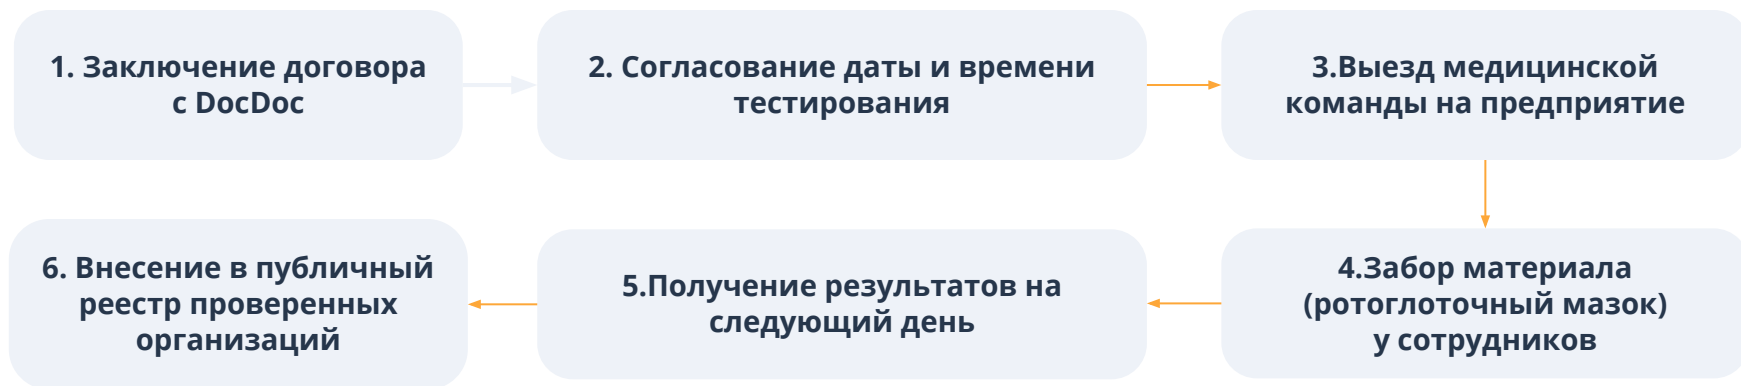 1. Заключение договора
с DocDoc
2. Согласование даты и времени
тестирования
3.Выезд медицинской
команды на предприятие
4.Забор материала
(ротоглоточный мазок)
у сотрудников
5.Получение результатов на
следующий день
6. Внесение в публичный
реестр проверенных
организаций